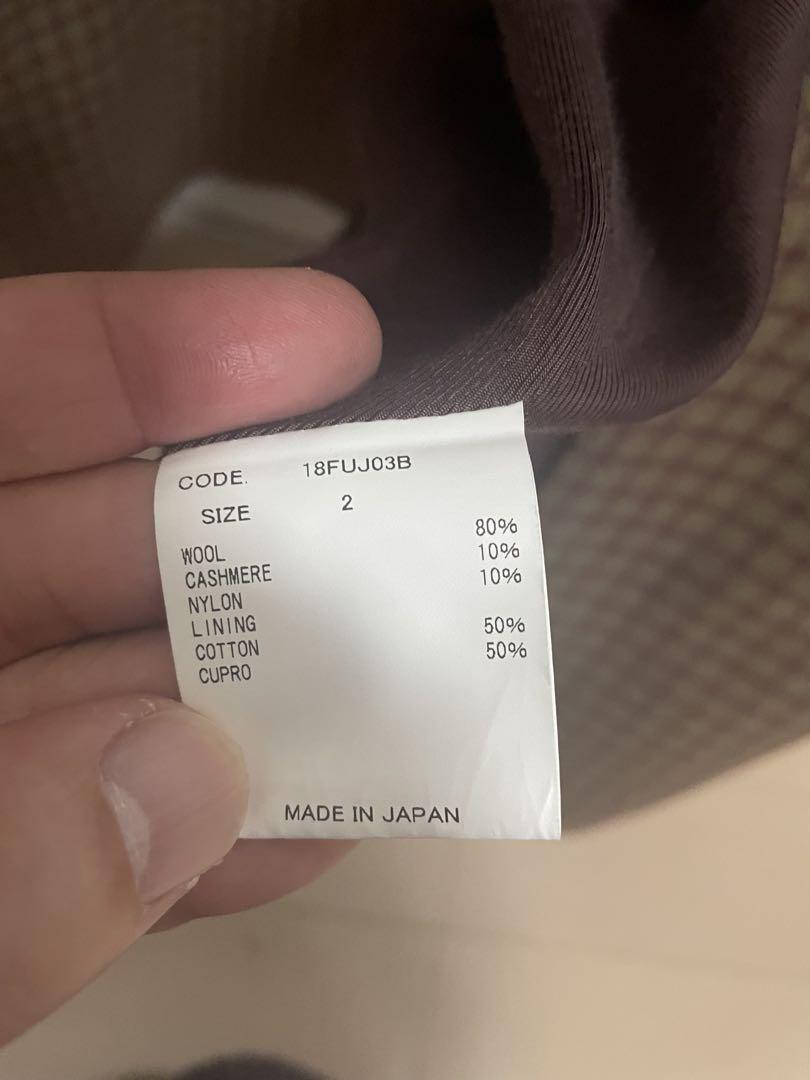 CODE. 18FUJ03B
SIZE 2
WOOL 80%
CASHMERE 10%
NYLON 10%
LINING
COTTON 50%
CUPRO 50%
MADE IN JAPAN